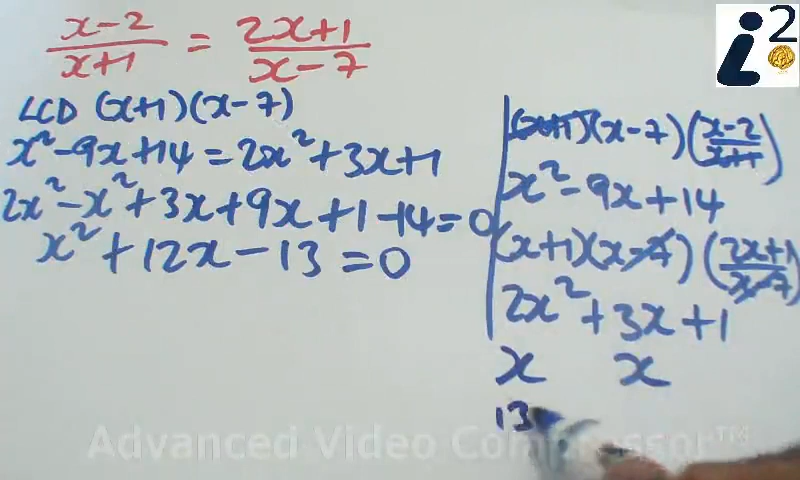 x-2/x+1 = 2x+1/x-7
LCD (x+1)(x-7)
x²-9x+14=2x²+3x+1
2x²-x²+3x+9x+1-14=0
x²+12x-13=0
(x+1)(x-7)(x-2/x+1)
x²-9x+14
(x+1)(x-7)(2x+1/x-7)
2x²+3x+1
x x
13
i2
Advanced Video Compressor™